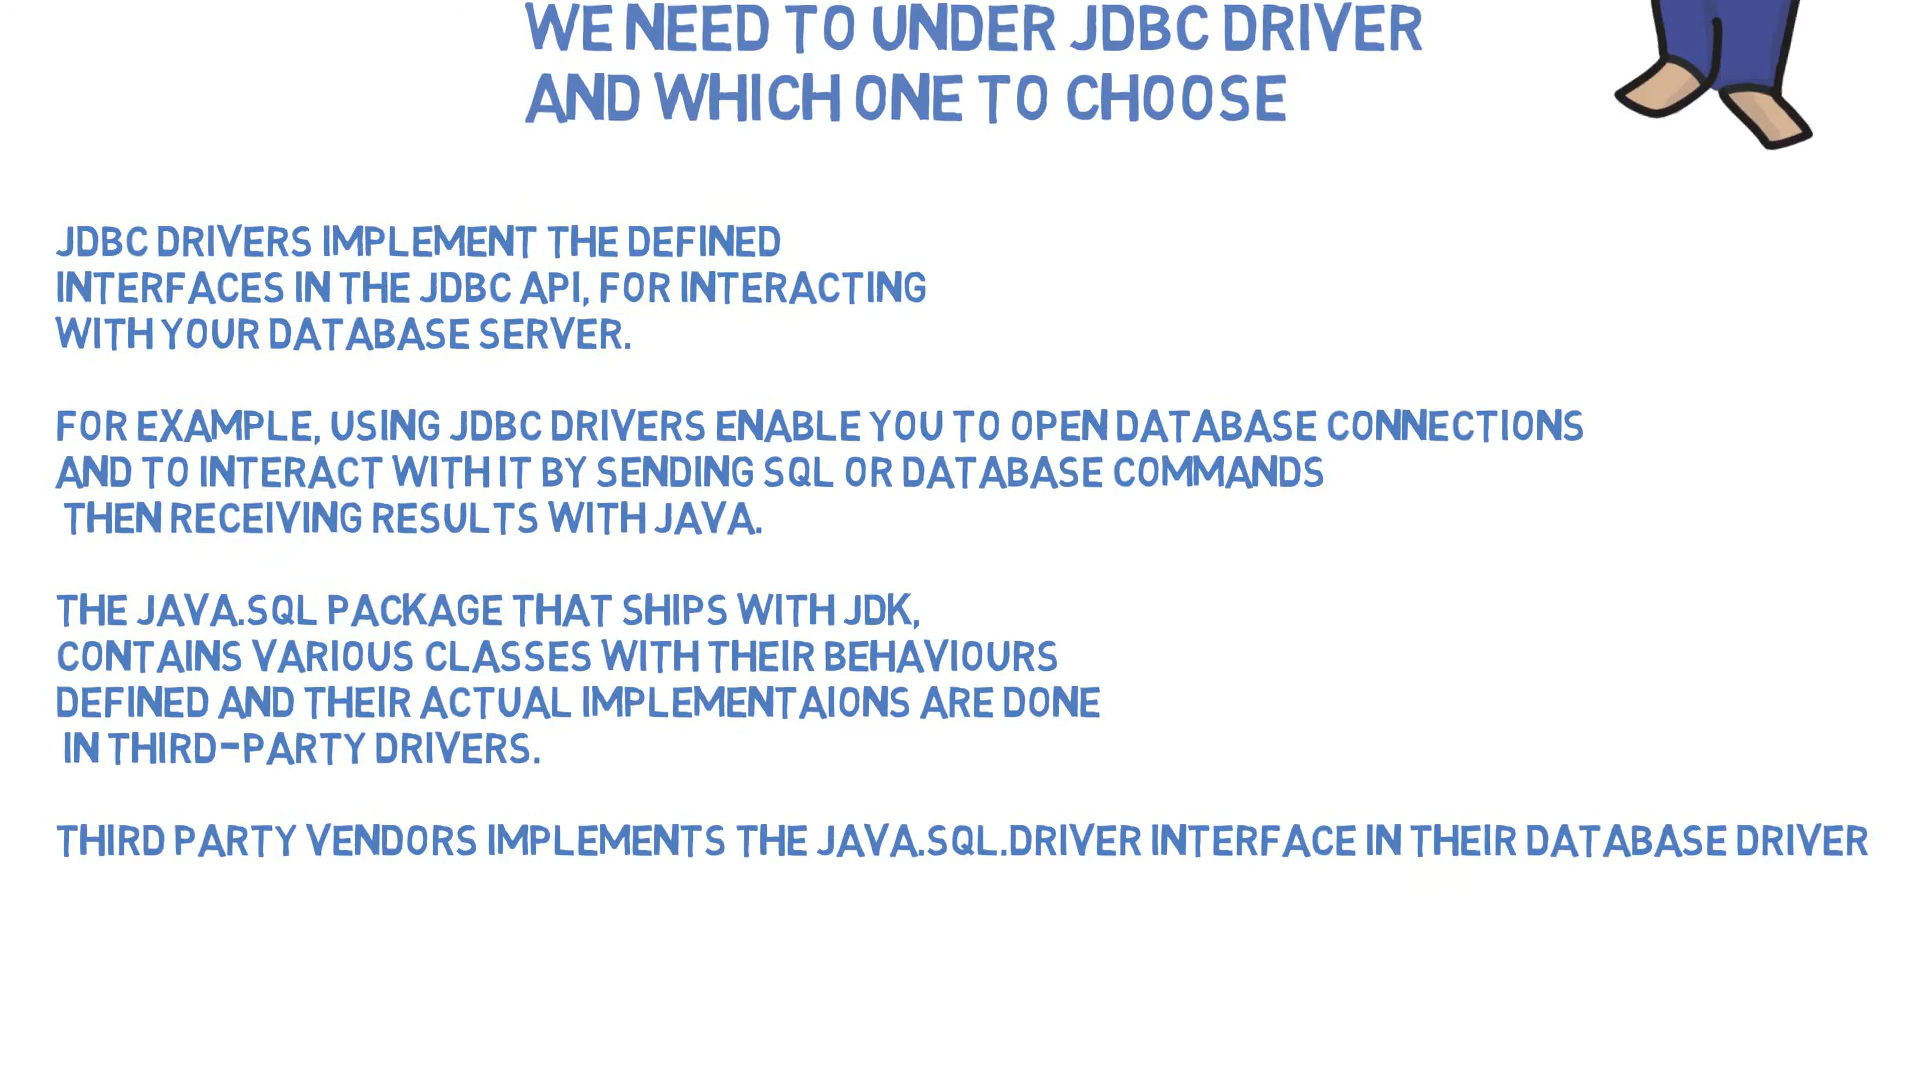 WE NEED TO UNDER JDBC DRIVER
AND WHICH ONE TO CHOOSE
JDBC DRIVERS IMPLEMENT THE DEFINED
INTERFACES IN THE JDBC API, FOR INTERACTING
WITH YOUR DATABASE SERVER.
FOR EXAMPLE, USING JDBC DRIVERS ENABLE YOU TO OPEN DATABASE CONNECTIONS
AND TO INTERACT WITH IT BY SENDING SQL OR DATABASE COMMANDS
THEN RECEIVING RESULTS WITH JAVA.
THE JAVA.SQL PACKAGE THAT SHIPS WITH JDK,
CONTAINS VARIOUS CLASSES WITH THEIR BEHAVIOURS
DEFINED AND THEIR ACTUAL IMPLEMENTAIONS ARE DONE
IN THIRD-PARTY DRIVERS.
THIRD PARTY VENDORS IMPLEMENTS THE JAVA.SQL.DRIVER INTERFACE IN THEIR DATABASE DRIVER